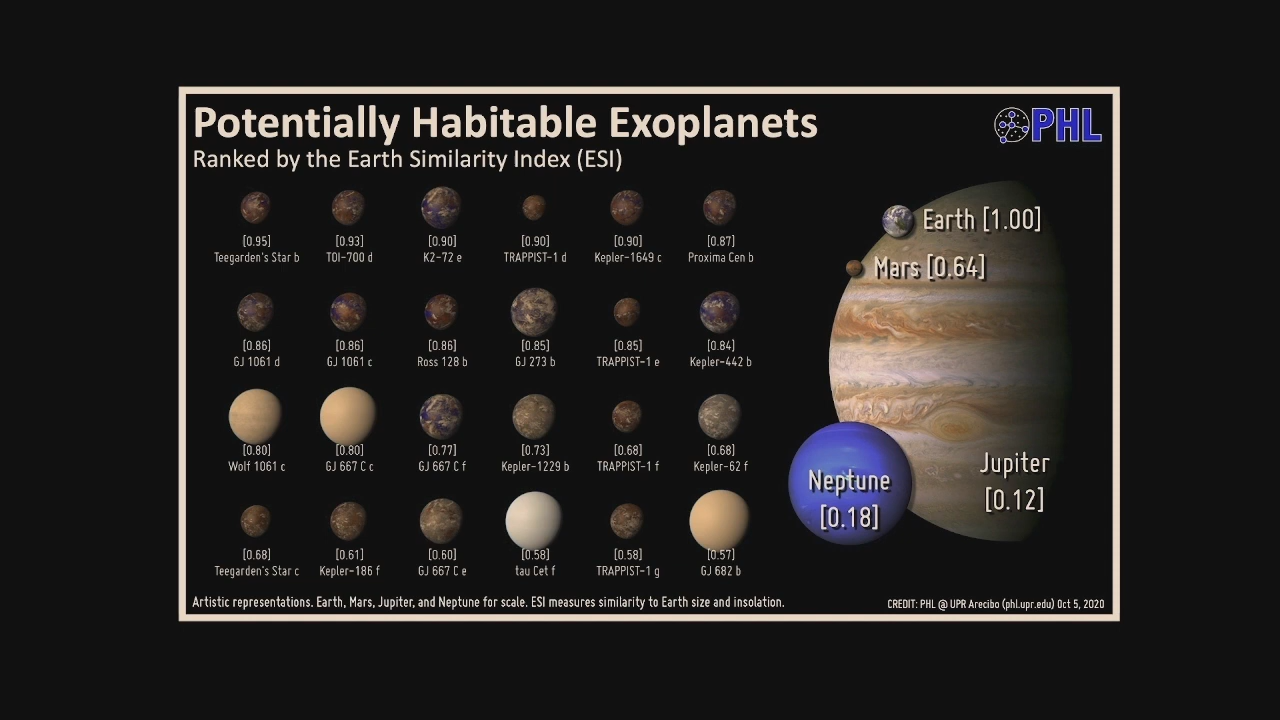 Potentially Habitable Exoplanets
PHL
Ranked by the Earth Similarity Index (ESI)
[0.95] [0.93] [0.90] [0.90] [0.90] [0.87]
Teegarden's Star b TOI-700 d K2-72 e TRAPPIST-1 d Kepler-1649 c Proxima Cen b
[0.86] [0.86] [0.86] [0.85] [0.85] [0.84]
GJ 1061 d GJ 1061 c Ross 128 b GJ 273 b TRAPPIST-1 e Kepler-442 b
[0.80] [0.80] [0.77] [0.73] [0.68] [0.68]
Wolf 1061 c GJ 667 C c GJ 667 C f Kepler-1229 b TRAPPIST-1 f Kepler-62 f
[0.68] [0.61] [0.60] [0.58] [0.58] [0.57]
Teegarden's Star c Kepler-186 f GJ 667 C e tau Cet f TRAPPIST-1 g GJ 682 b
Earth [1.00]
Mars [0.64]
Jupiter
[0.12]
Neptune
[0.18]
Artistic representations. Earth, Mars, Jupiter, and Neptune for scale. ESI measures similarity to Earth size and insolation.
CREDIT: PHL @ UPR Arecibo (phl.upr.edu) Oct 5, 2020